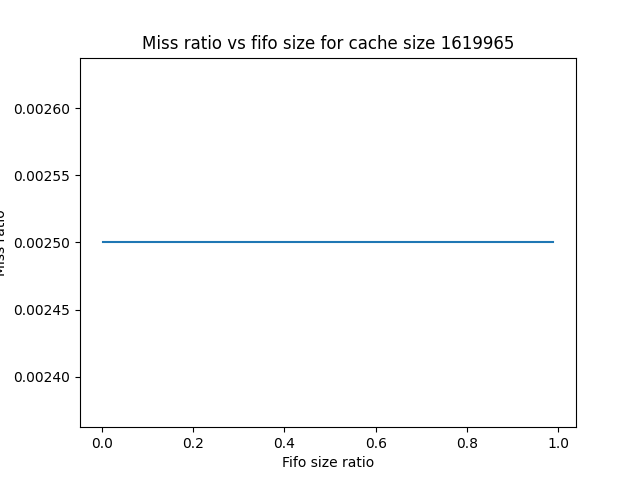 Miss ratio vs fifo size for cache size 1619965
0.00260
0.00255
0.00250
0.00245
0.00240
Miss ratio
0.0 0.2 0.4 0.6 0.8 1.0
Fifo size ratio